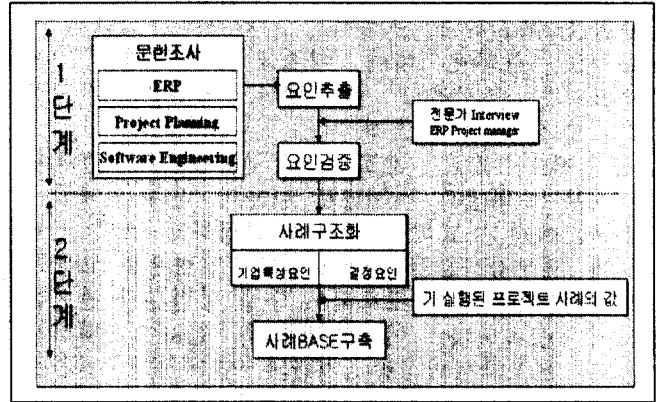 1단계
문헌조사
ERP
Project Planning
Software Engineering
요인추출
전문가 Interview
ERP Project manager
요인검증
2단계
사례구조화
기업특성요인
결정요인
기 실행된 프로젝트 사례의 값
사례BASE구축